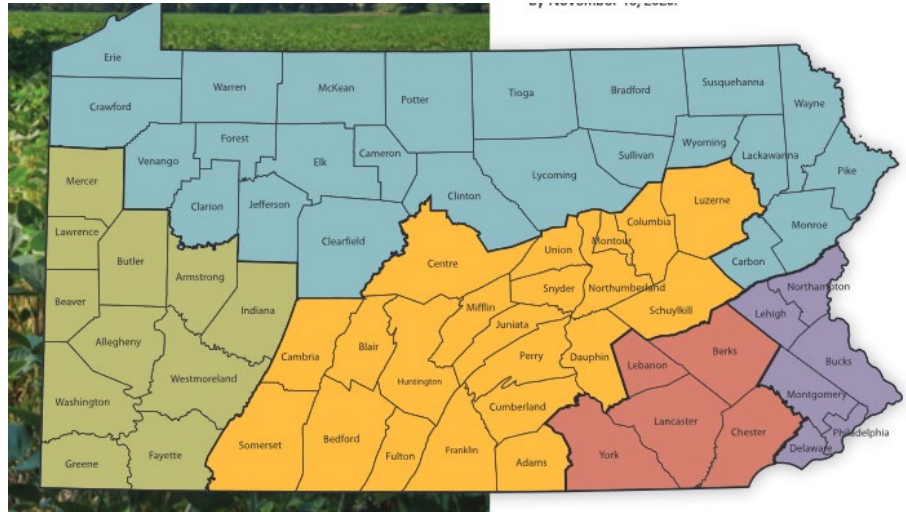 Erie
Crawford
Warren
McKean
Potter
Tioga
Bradford
Susquehanna
Wayne
Forest
Venango
Elk
Cameron
Clarion
Jefferson
Clinton
Lycoming
Sullivan
Wyoming
Lackawanna
Pike
Monroe
Carbon
Clearfield
Mercer
Lawrence
Butler
Armstrong
Indiana
Beaver
Allegheny
Westmoreland
Washington
Greene
Fayette
Centre
Union
Montour
Columbia
Luzerne
Snyder
Northumberland
Mifflin
Juniata
Schuylkill
Cambria
Blair
Huntington
Perry
Dauphin
Cumberland
Somerset
Bedford
Fulton
Franklin
Adams
Lebanon
Berks
Lancaster
York
Chester
Northampton
Lehigh
Bucks
Montgomery
Philadelphia
Delaware